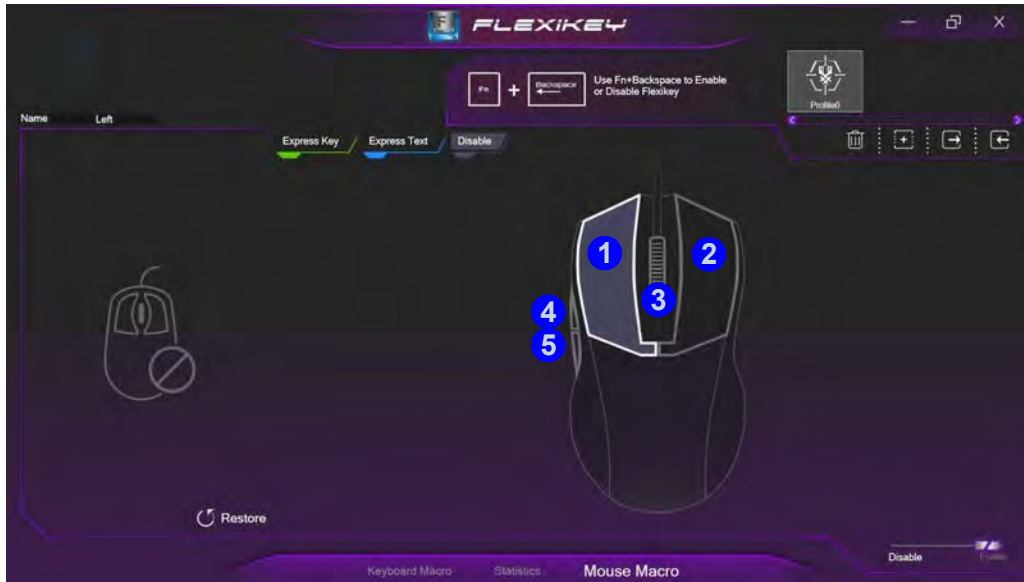 FLEXIKEY
Fn + Backspace
Use Fn+Backspace to Enable
or Disable Flexikey
Profile0
Name Left
Express Key Express Text Disable
1
2
3
4
5
Restore
Disable Enable
Keyboard Macro Statistics Mouse Macro